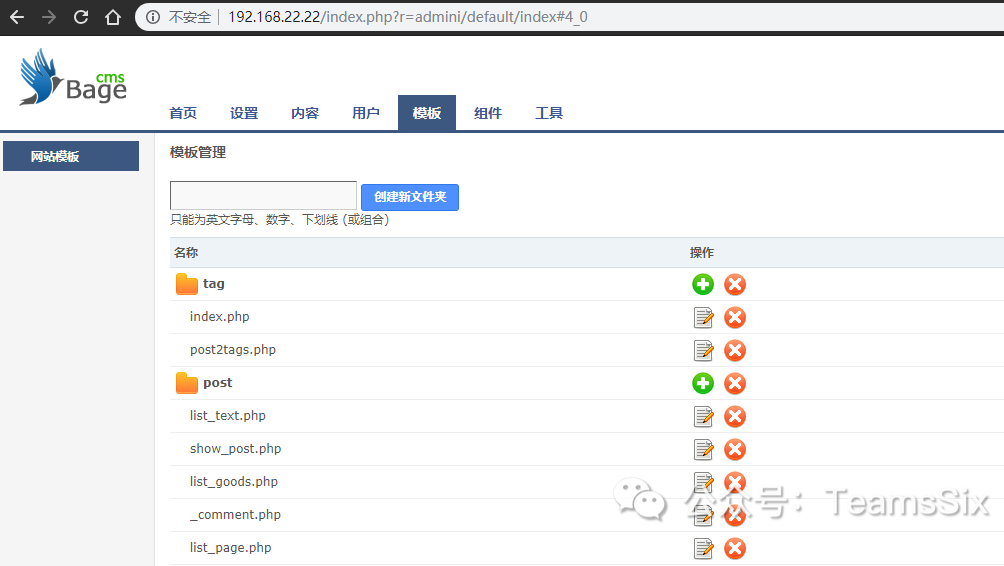 不安全 | 192.168.22.22/index.php?r=admini/default/index#4_0
cms
Bage
首页 设置 内容 用户 模板 组件 工具
网站模板
模板管理
创建新文件夹
只能为英文字母、数字、下划线 (或组合)
名称 操作
tag
index.php
post2tags.php
post
list_text.php
show_post.php
list_goods.php
_comment.php
公众号：TeamsSix
list_page.php